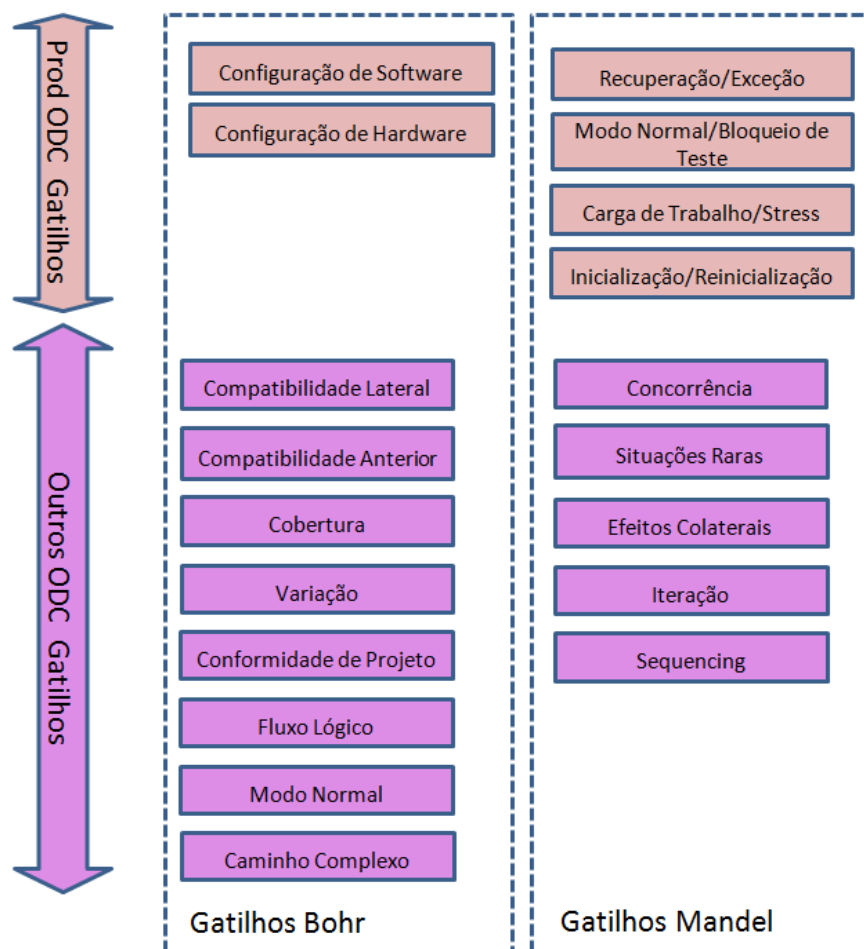 Prod ODC Gatilhos
Configuração de Software
Configuração de Hardware
Recuperação/Exceção
Modo Normal/Bloqueio de
Teste
Carga de Trabalho/Stress
Inicialização/Reinicialização
Outros ODC Gatilhos
Compatibilidade Lateral
Compatibilidade Anterior
Cobertura
Variação
Conformidade de Projeto
Fluxo Lógico
Modo Normal
Caminho Complexo
Concorrência
Situações Raras
Efeitos Colaterais
Iteração
Sequencing
Gatilhos Bohr
Gatilhos Mandel